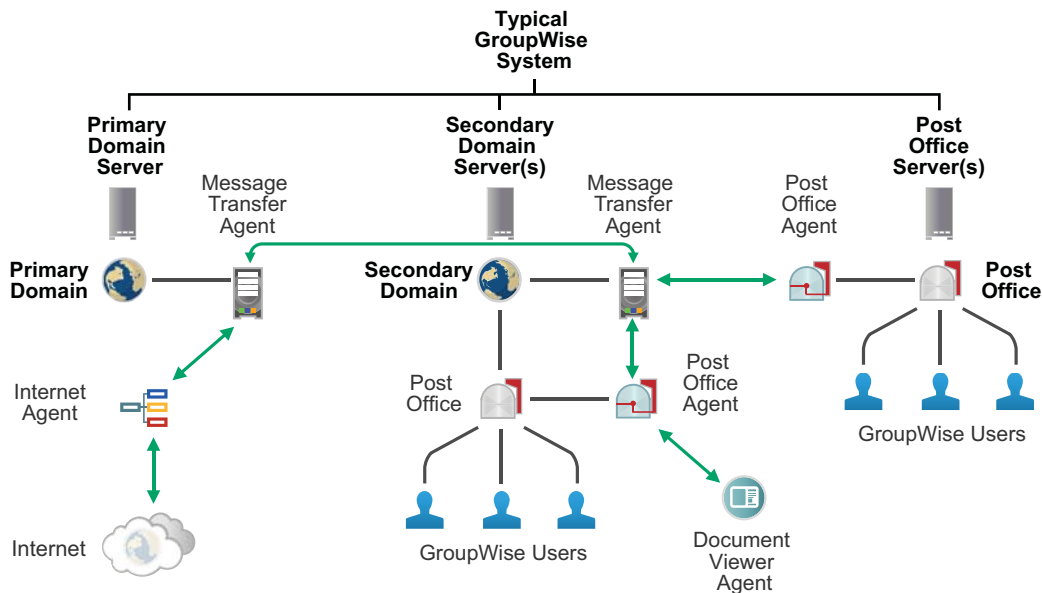 Typical
GroupWise
System
Primary
Domain
Server
Secondary
Domain
Server(s)
Post
Office
Server(s)
Message
Transfer
Agent
Message
Transfer
Agent
Post
Office
Agent
Primary
Domain
Secondary
Domain
Post
Office
Internet
Agent
Post
Office
Post
Office
Agent
GroupWise Users
Internet
GroupWise Users
Document
Viewer
Agent